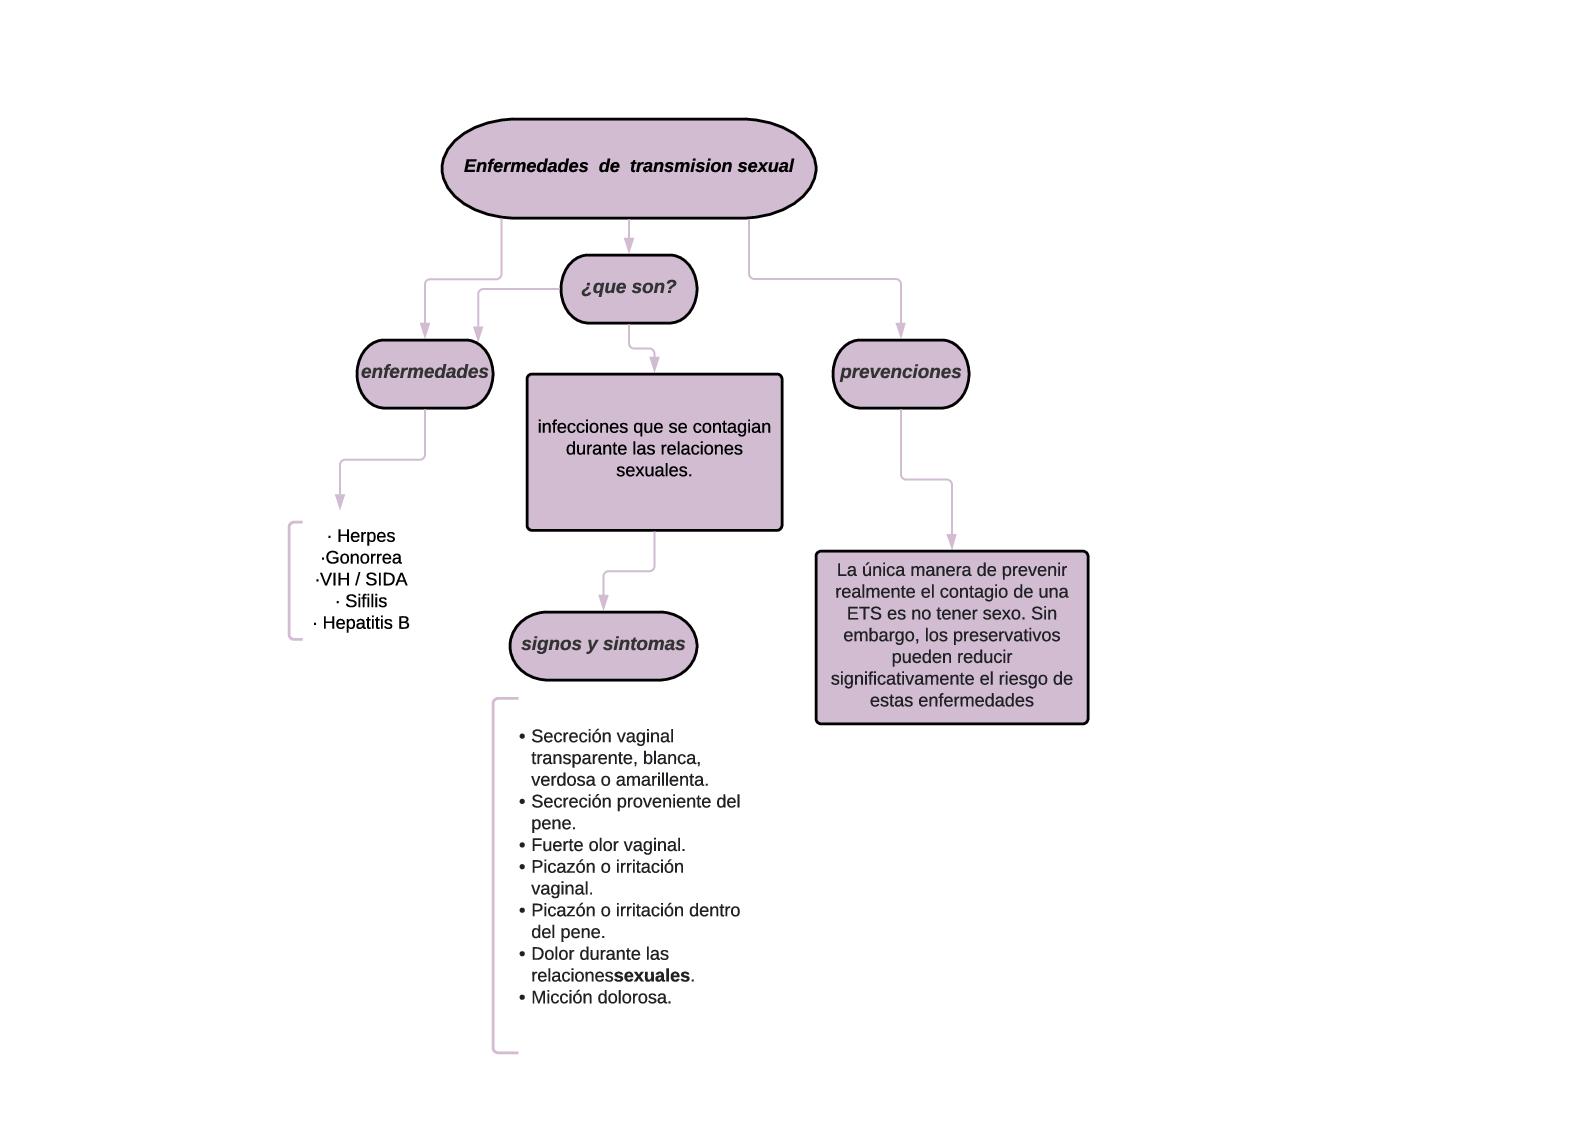 Enfermedades de transmision sexual
¿que son?
enfermedades
prevenciones
infecciones que se contagian
durante las relaciones
sexuales.
· Herpes
·Gonorrea
·VIH / SIDA
· Sifilis
· Hepatitis B
La única manera de prevenir
realmente el contagio de una
ETS es no tener sexo. Sin
embargo, los preservativos
pueden reducir
significativamente el riesgo de
estas enfermedades
signos y sintomas
• Secreción vaginal
transparente, blanca,
verdosa o amarillenta.
• Secreción proveniente del
pene.
• Fuerte olor vaginal.
• Picazón o irritación
vaginal.
• Picazón o irritación dentro
del pene.
• Dolor durante las
relacionessexuales.
• Micción dolorosa.